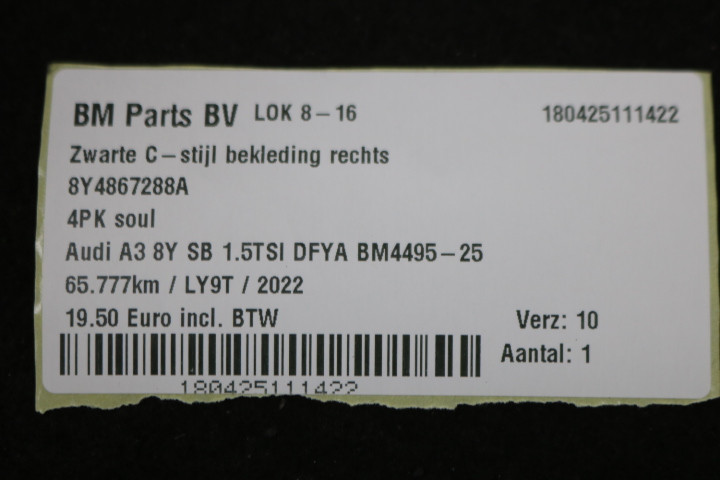 BM Parts BV LOK 8-16 180425111422
Zwarte C-stijl bekleding rechts
8Y4867288A
4PK soul
Audi A3 8Y SB 1.5TSI DFYA BM4495-25
65.777km / LY9T / 2022
19.50 Euro incl. BTW Verz: 10
Aantal: 1
180425111422